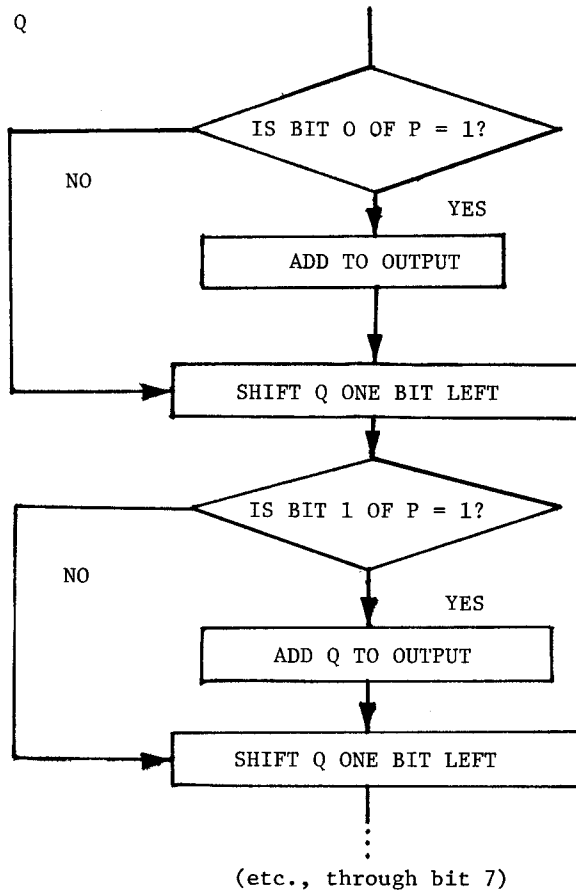 Q
IS BIT 0 OF P = 1?
NO
YES
ADD TO OUTPUT
SHIFT Q ONE BIT LEFT
IS BIT 1 OF P = 1?
NO
YES
ADD Q TO OUTPUT
SHIFT Q ONE BIT LEFT
(etc., through bit 7)